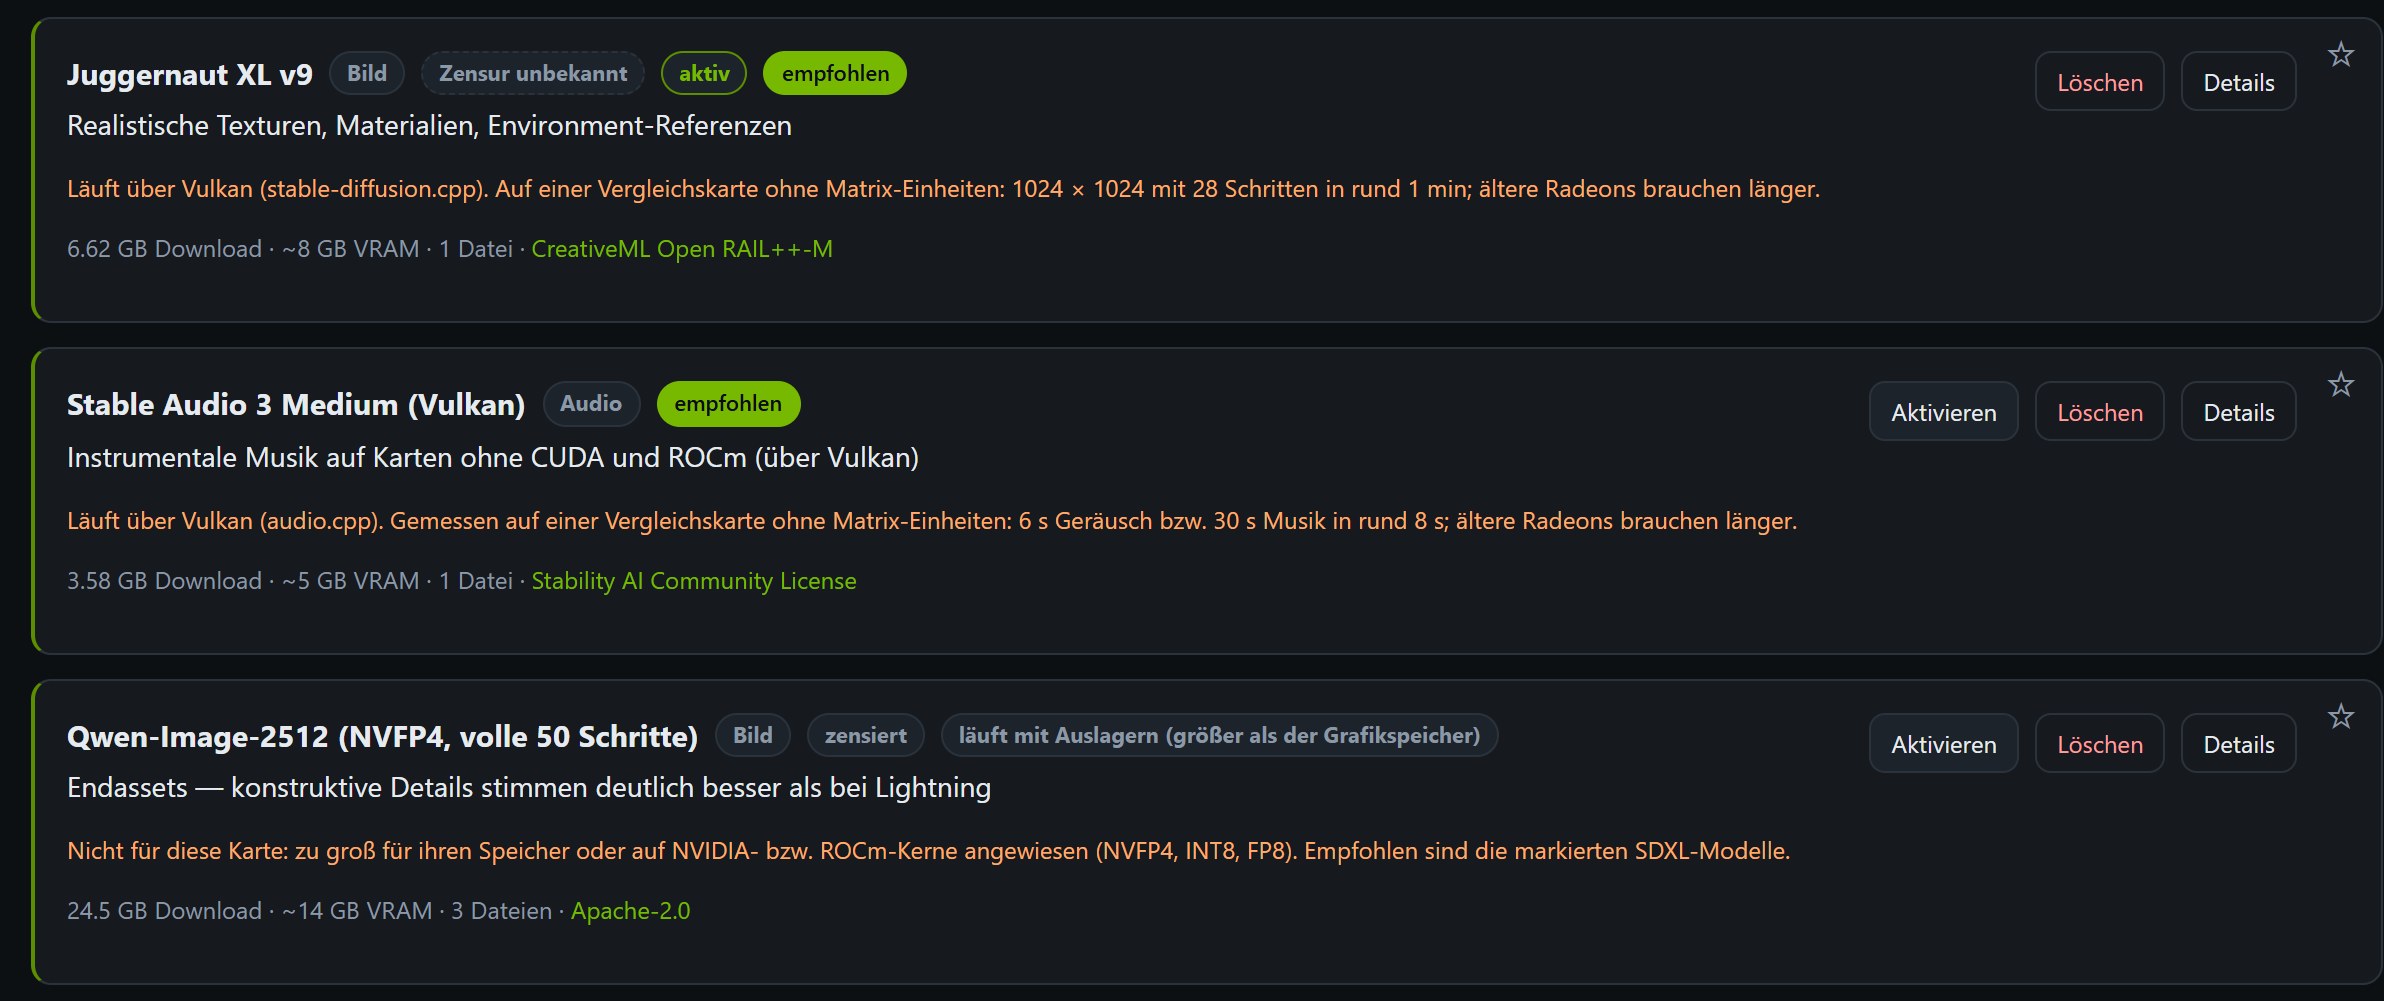 Juggernaut XL v9 Bild Zensur unbekannt aktiv empfohlen Löschen Details
Realistische Texturen, Materialien, Environment-Referenzen
Läuft über Vulkan (stable-diffusion.cpp). Auf einer Vergleichskarte ohne Matrix-Einheiten: 1024 × 1024 mit 28 Schritten in rund 1 min; ältere Radeons brauchen länger.
6.62 GB Download · ~8 GB VRAM · 1 Datei · CreativeML Open RAIL++-M
Stable Audio 3 Medium (Vulkan) Audio empfohlen Aktivieren Löschen Details
Instrumentale Musik auf Karten ohne CUDA und ROCm (über Vulkan)
Läuft über Vulkan (audio.cpp). Gemessen auf einer Vergleichskarte ohne Matrix-Einheiten: 6 s Geräusch bzw. 30 s Musik in rund 8 s; ältere Radeons brauchen länger.
3.58 GB Download · ~5 GB VRAM · 1 Datei · Stability AI Community License
Qwen-Image-2512 (NVFP4, volle 50 Schritte) Bild zensiert läuft mit Auslagern (größer als der Grafikspeicher) Aktivieren Löschen Details
Endassets — konstruktive Details stimmen deutlich besser als bei Lightning
Nicht für diese Karte: zu groß für ihren Speicher oder auf NVIDIA- bzw. ROCm-Kerne angewiesen (NVFP4, INT8, FP8). Empfohlen sind die markierten SDXL-Modelle.
24.5 GB Download · ~14 GB VRAM · 3 Dateien · Apache-2.0